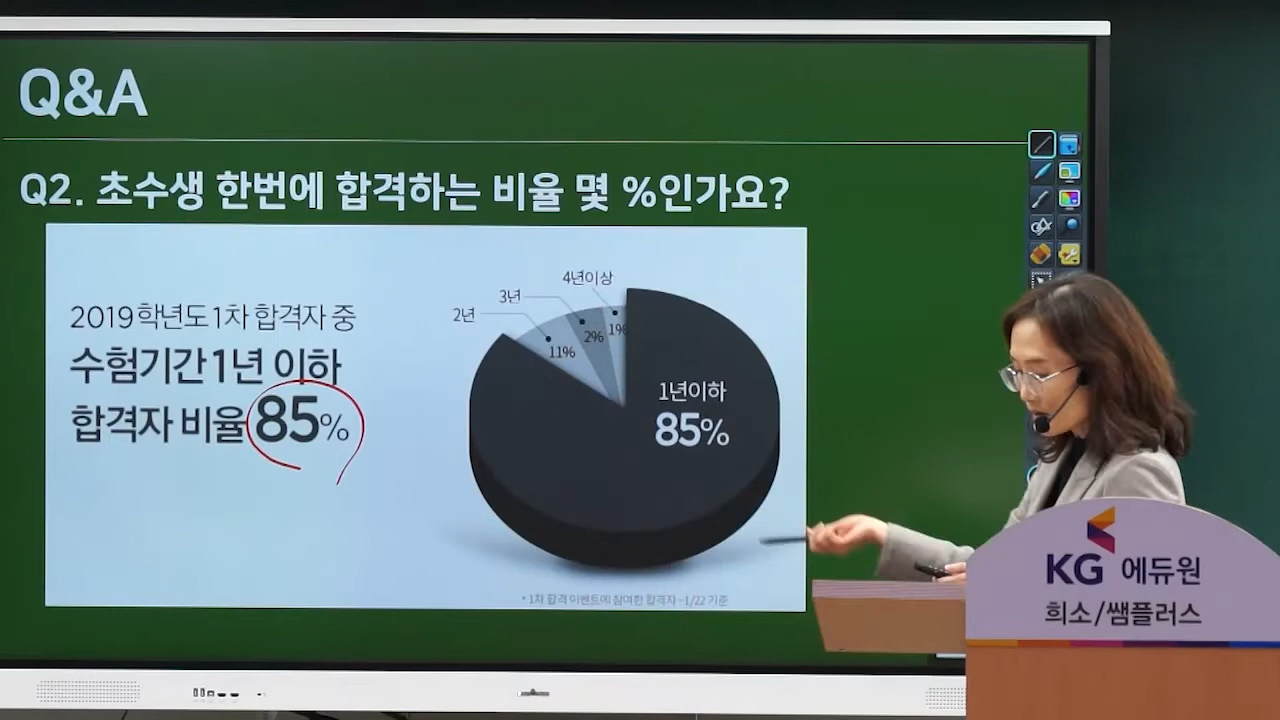 Q&A
Q2. 초수생 한번에 합격하는 비율 몇 %인가요?
2019학년도 1차 합격자 중
수험기간 1년 이하
합격자 비율 85%
4년이상
3년
2년
1%
2%
11%
1년이하
85%
* 1차 합격 이벤트에 참여한 합격자 ~1/22 기준
KG 에듀원
희소/쌤플러스